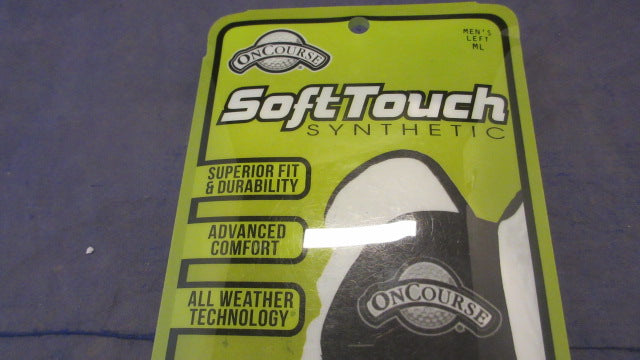 ONCOURSE
MEN'S
LEFT
ML
SoftTouch
SYNTHETIC
SUPERIOR FIT
& DURABILITY
ADVANCED
COMFORT
ALL WEATHER
TECHNOLOGY
ONCOURSE